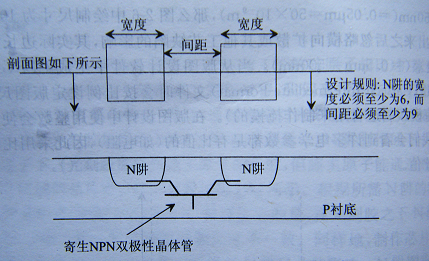 宽度
宽度
间距
剖面图如下所示
设计规则: N阱的宽
度必须至少为6, 而
间距必须至少为9
N阱
N阱
P衬底
寄生NPN双极性晶体管